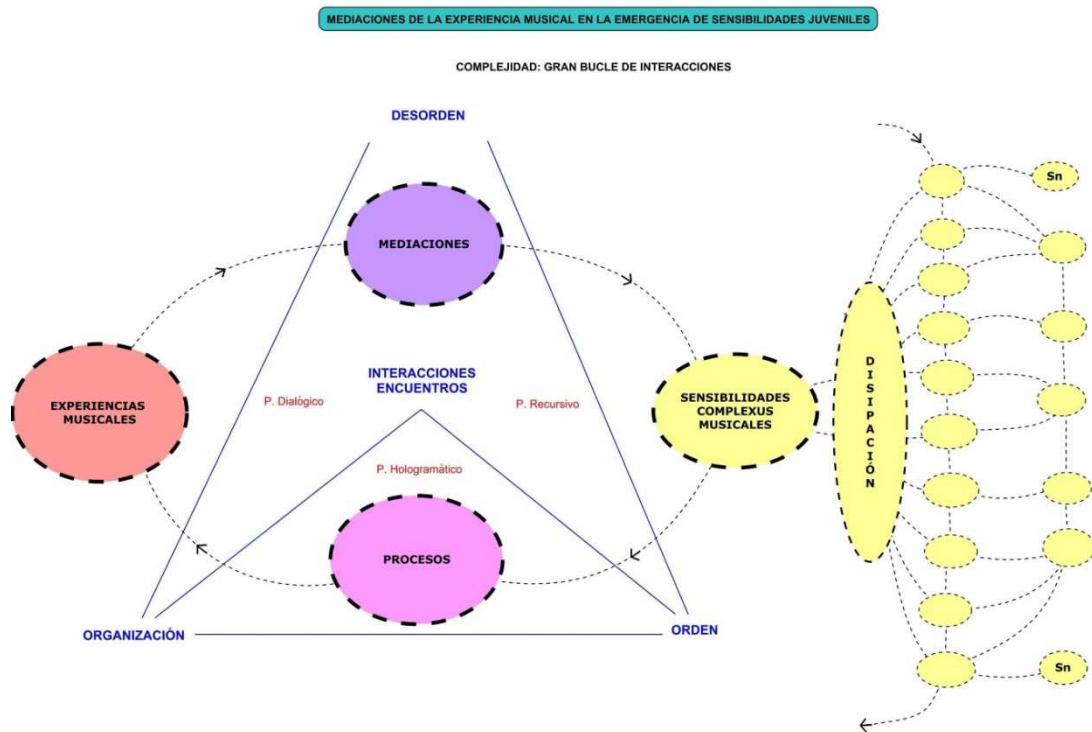 MEDIACIONES DE LA EXPERIENCIA MUSICAL EN LA EMERGENCIA DE SENSIBILIDADES JUVENILES
COMPLEJIDAD: GRAN BUCLE DE INTERACCIONES
DESORDEN
Sn
MEDIACIONES
INTERACCIONES
ENCUENTROS
EXPERIENCIAS
MUSICALES
P. Dialógico
P. Recursivo
SENSIBILIDADES
COMPLEXUS
MUSICALES
DISIPACIÓN
P. Hologramático
PROCESOS
ORGANIZACIÓN
ORDEN
Sn